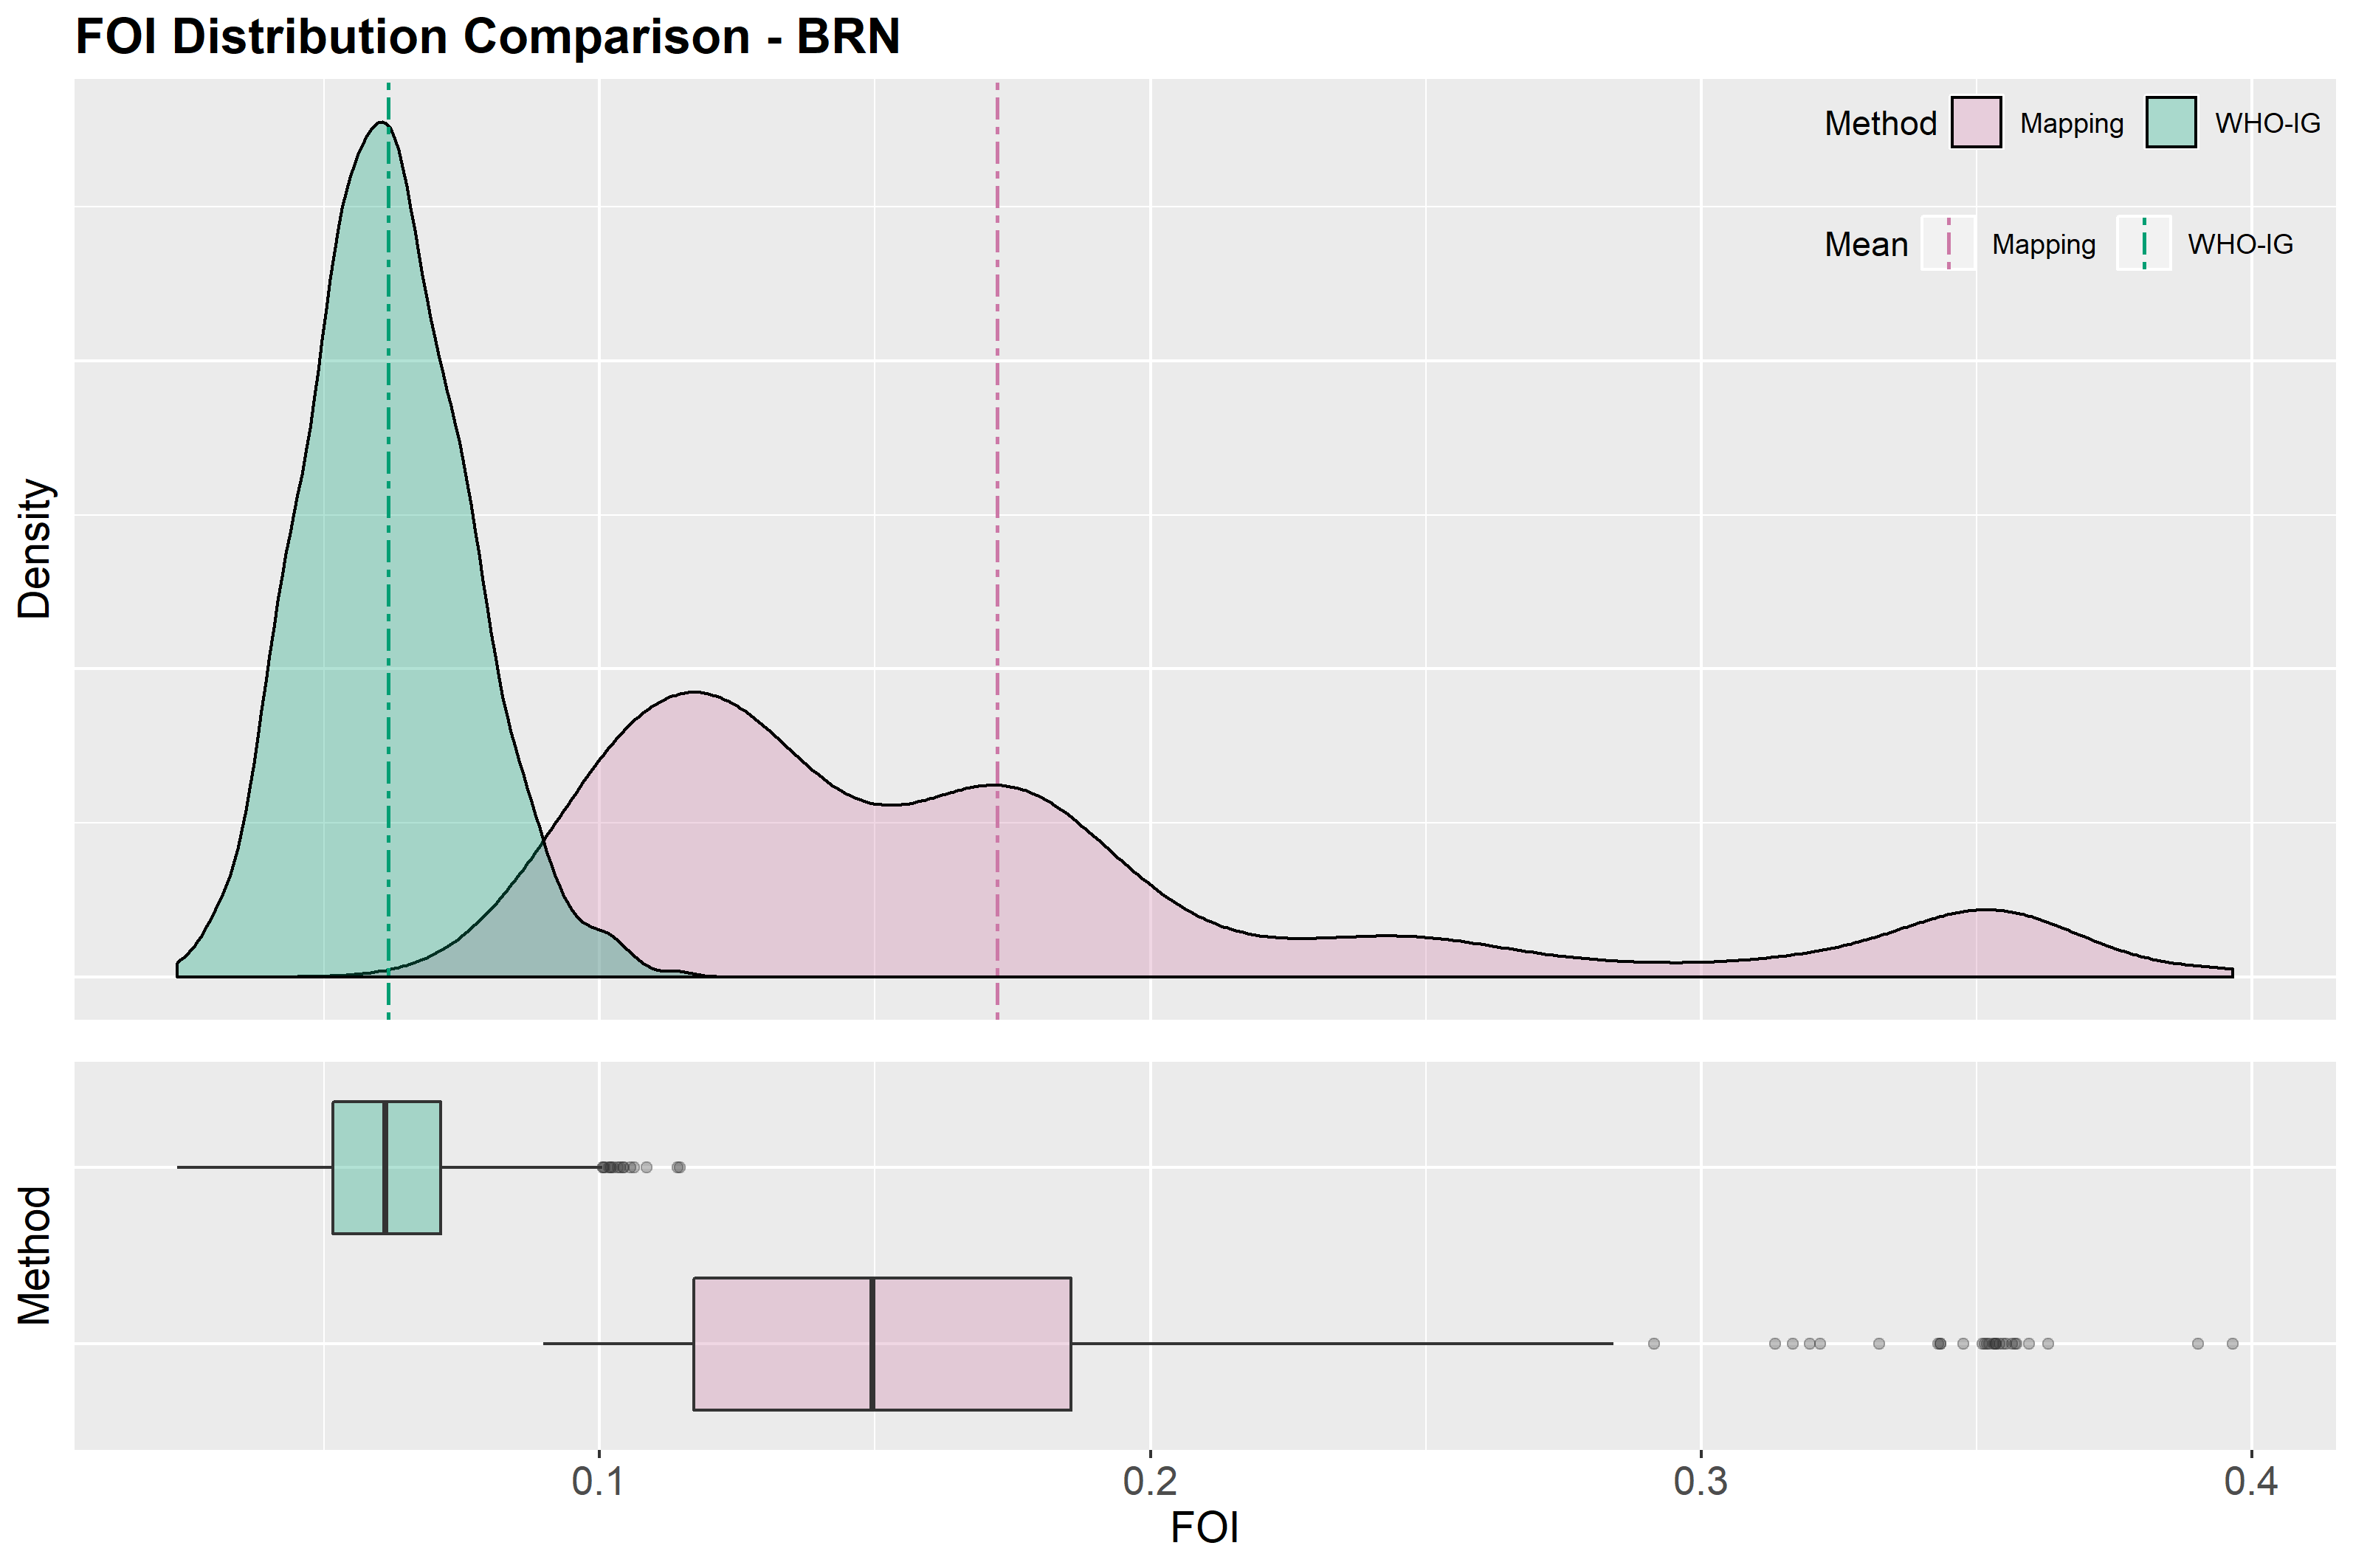 FOI Distribution Comparison - BRN
Method Mapping WHO-IG
Mean Mapping WHO-IG
Density
Method
0.1 0.2 0.3 0.4
FOI